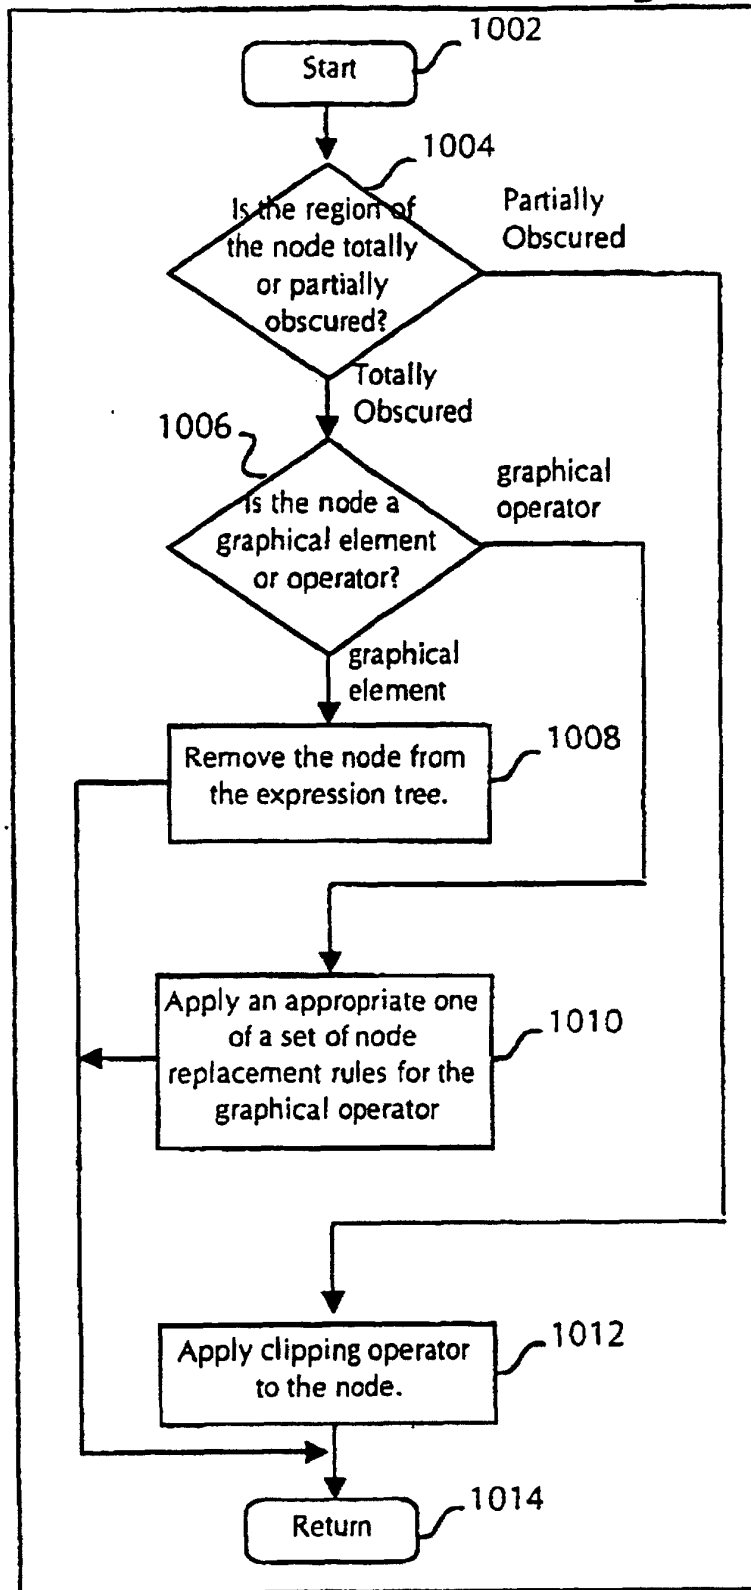 1002
Start
1004
Is the region of
the node totally
or partially
obscured?
Partially
Obscured
Totally
Obscured
1006
Is the node a
graphical element
or operator?
graphical
operator
graphical
element
1008
Remove the node from
the expression tree.
Apply an appropriate one
of a set of node
replacement rules for the
graphical operator
1010
1012
Apply clipping operator
to the node.
1014
Return